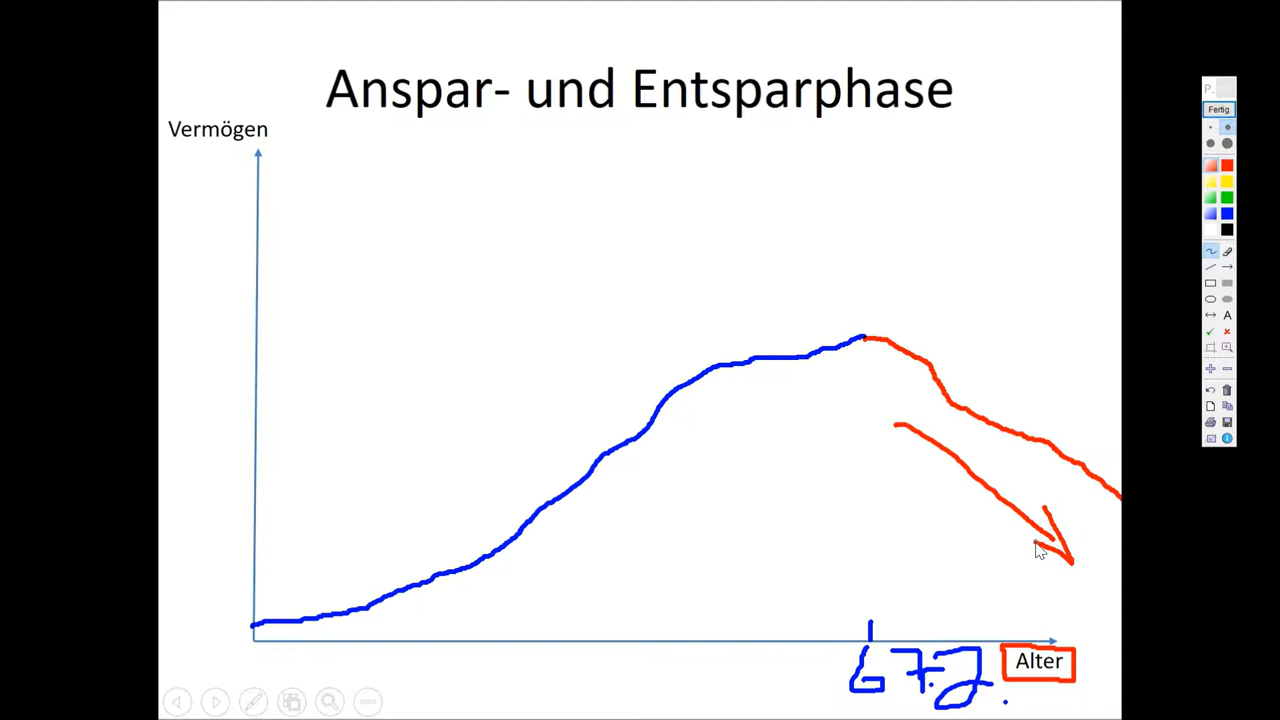 Anspar- und Entsparphase
Vermögen
P...
Fertig
A
67. J.
Alter